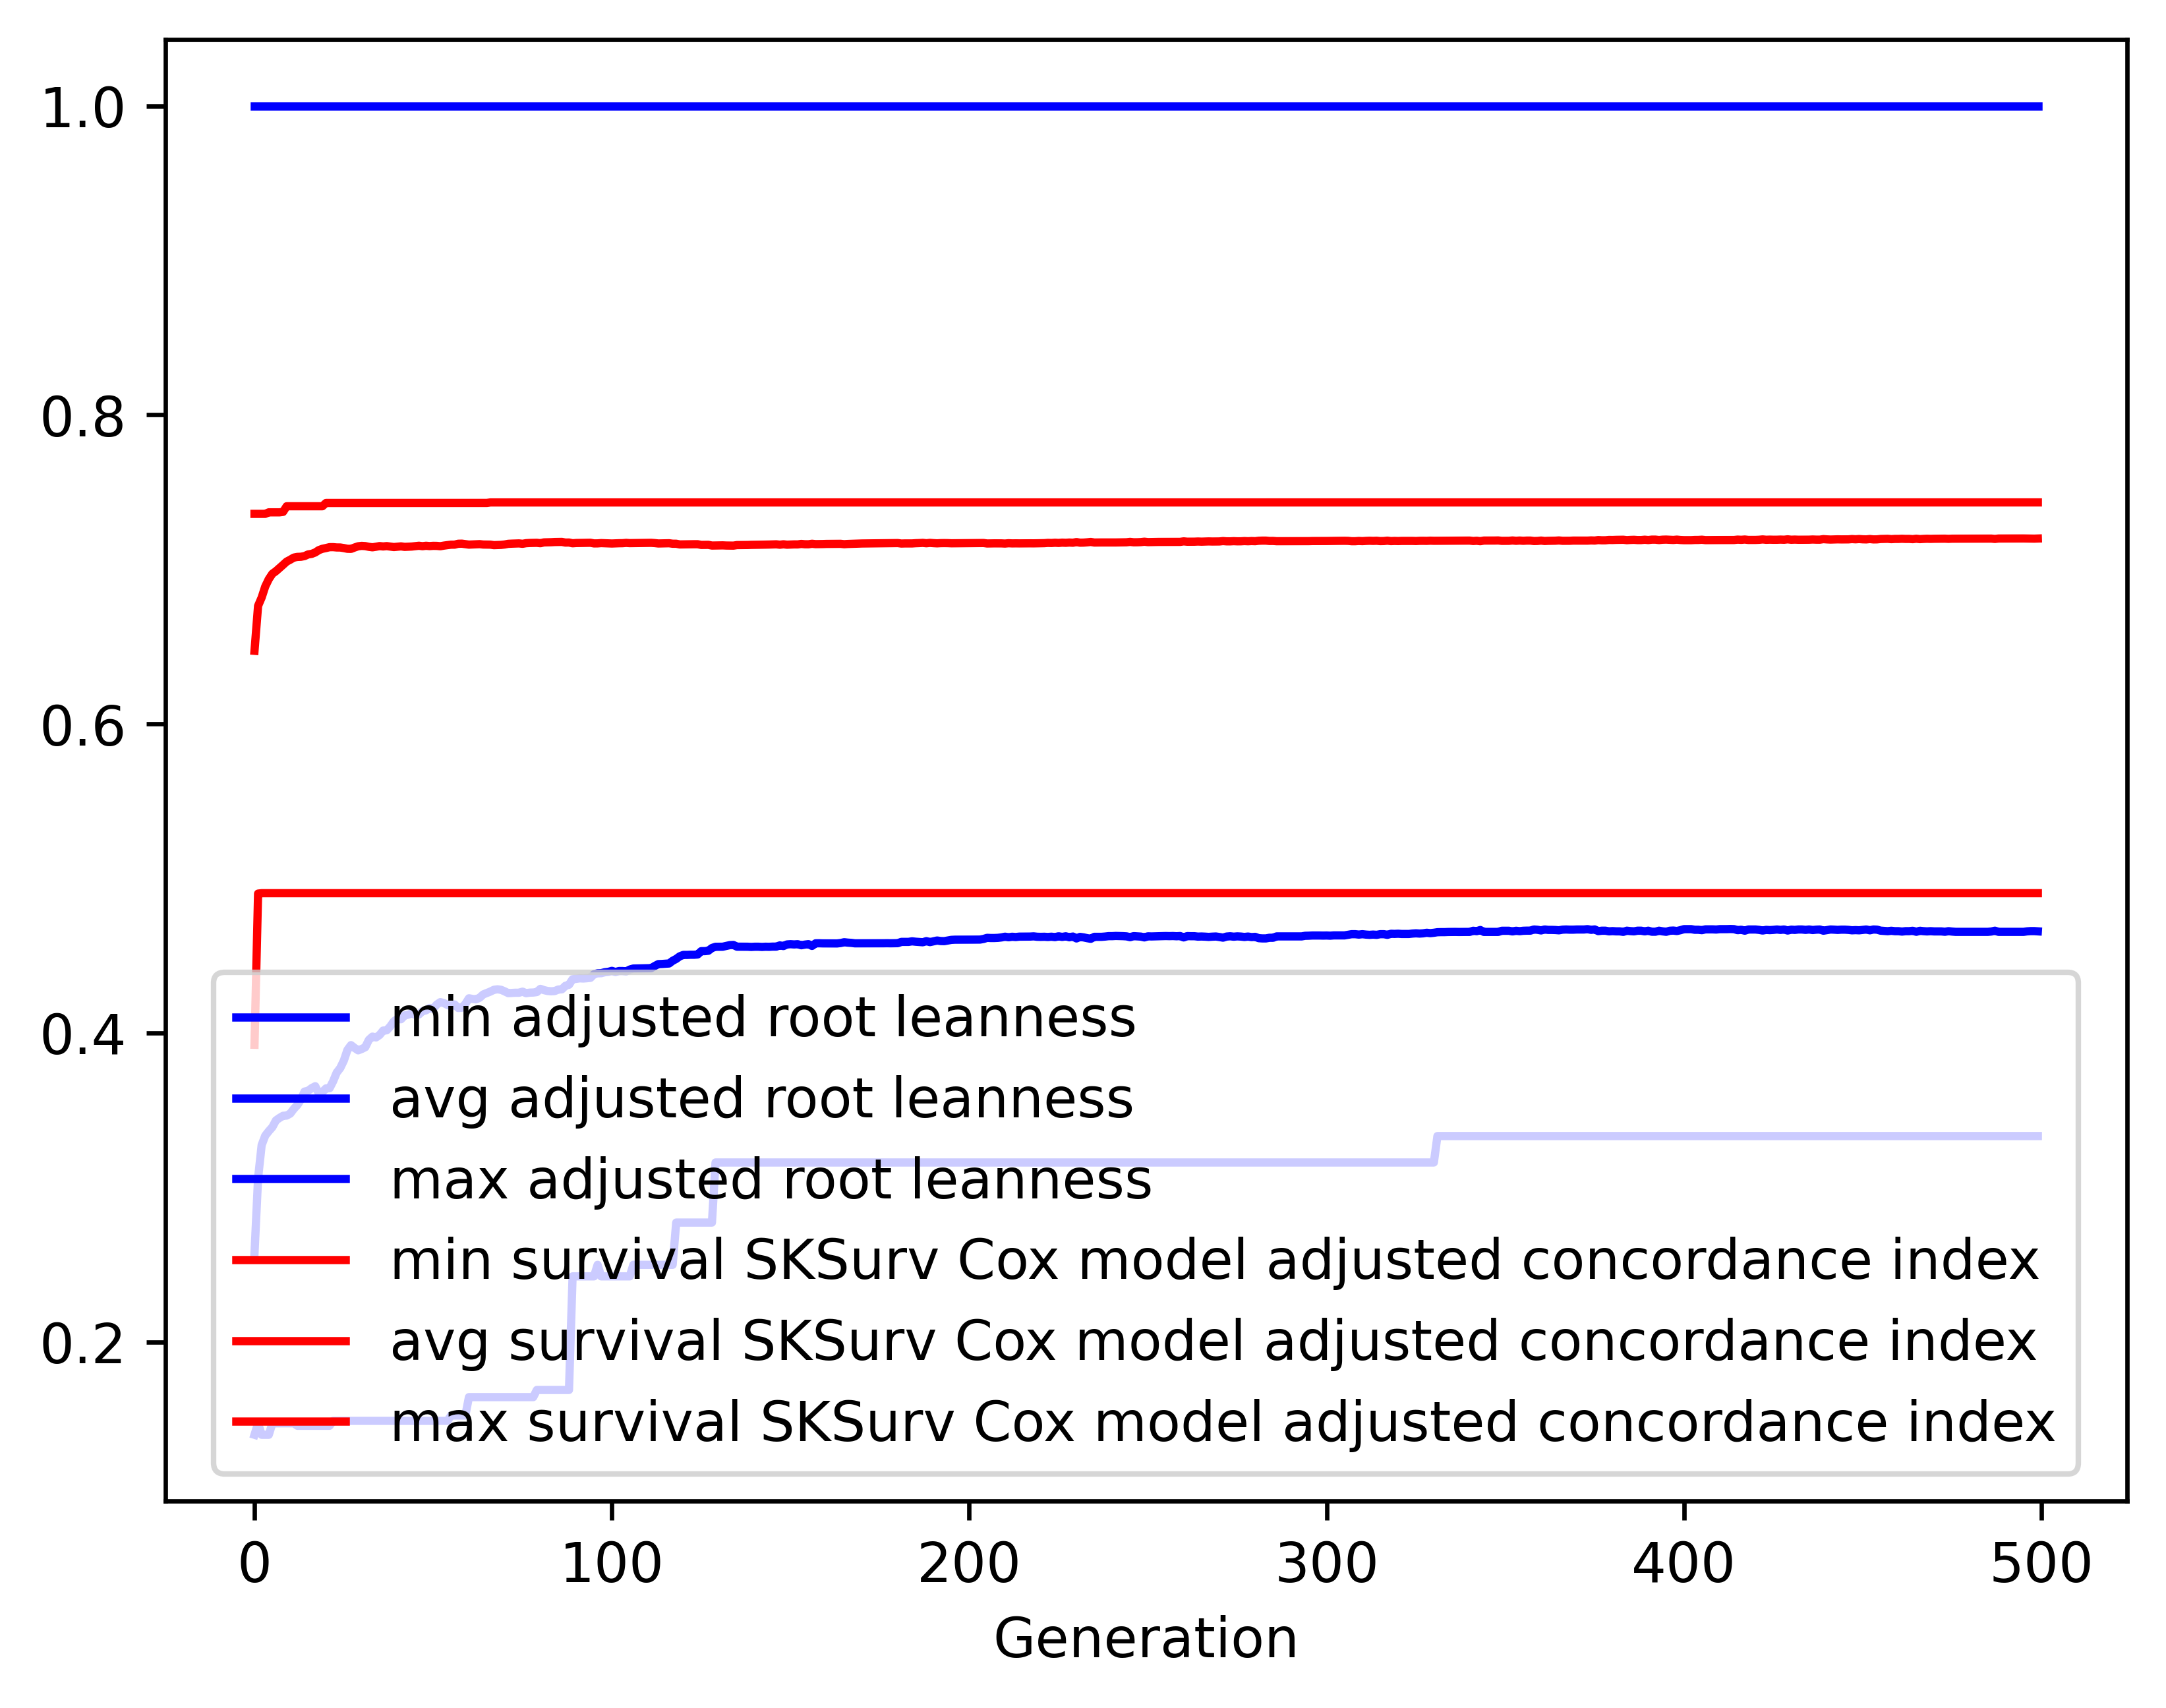 1.0
0.8
0.6
0.4
0.2
min adjusted root leanness
avg adjusted root leanness
max adjusted root leanness
min survival SKSurv Cox model adjusted concordance index
avg survival SKSurv Cox model adjusted concordance index
max survival SKSurv Cox model adjusted concordance index
0 100 200 300 400 500
Generation